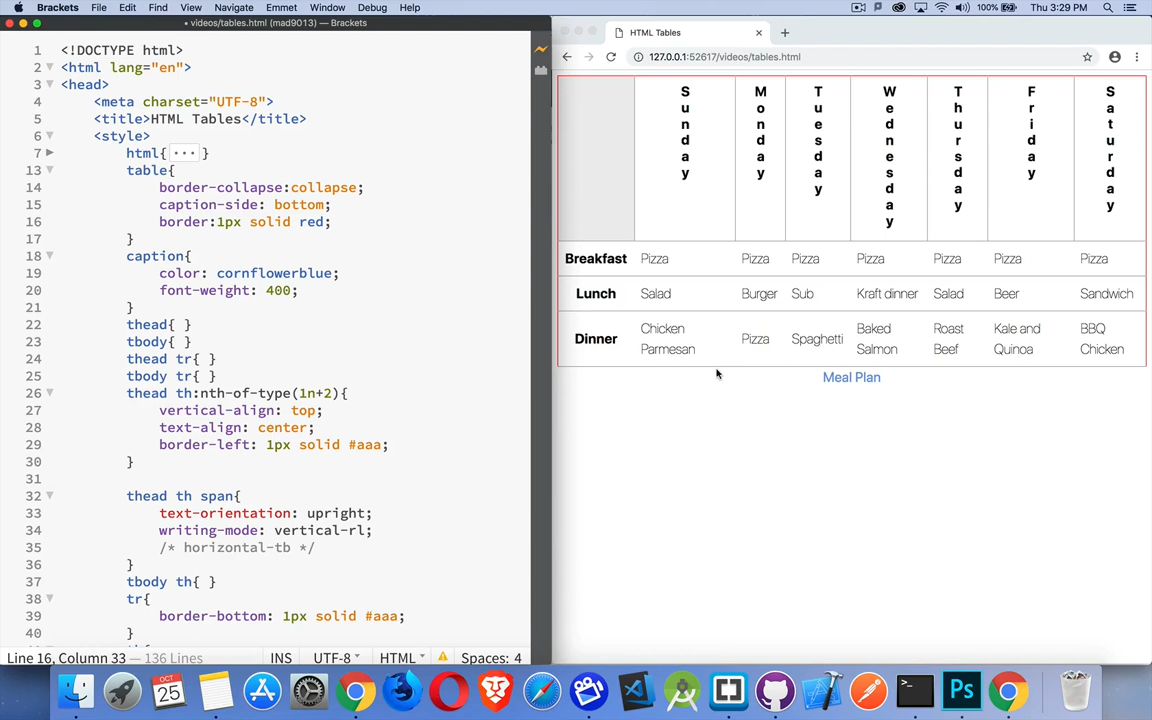 Brackets File Edit Find View Navigate Emmet Window Debug Help 100% Thu 3:29 PM
• videos/tables.html (mad9013) — Brackets
1 <!DOCTYPE html>
2 <html lang="en">
3 <head>
4 <meta charset="UTF-8">
5 <title>HTML Tables</title>
6 <style>
7 html{ ... }
13 table{
14 border-collapse:collapse;
15 caption-side: bottom;
16 border:1px solid red;
17 }
18 caption{
19 color: cornflowerblue;
20 font-weight: 400;
21 }
22 thead{ }
23 tbody{ }
24 thead tr{ }
25 tbody tr{ }
26 thead th:nth-of-type(1n+2){
27 vertical-align: top;
28 text-align: center;
29 border-left: 1px solid #aaa;
30 }
31
32 thead th span{
33 text-orientation: upright;
34 writing-mode: vertical-rl;
35 /* horizontal-tb */
36 }
37 tbody th{ }
38 tr{
39 border-bottom: 1px solid #aaa;
40 }
Line 16, Column 33 — 136 Lines INS UTF-8 HTML Spaces: 4
HTML Tables
127.0.0.1:52617/videos/tables.html
Sunday Monday Tuesday Wednesday Thursday Friday Saturday
Breakfast Pizza Pizza Pizza Pizza Pizza Pizza Pizza
Lunch Salad Burger Sub Kraft dinner Salad Beer Sandwich
Dinner Chicken Parmesan Pizza Spaghetti Baked Salmon Roast Beef Kale and Quinoa BBQ Chicken
Meal Plan
OCT
25
Ps